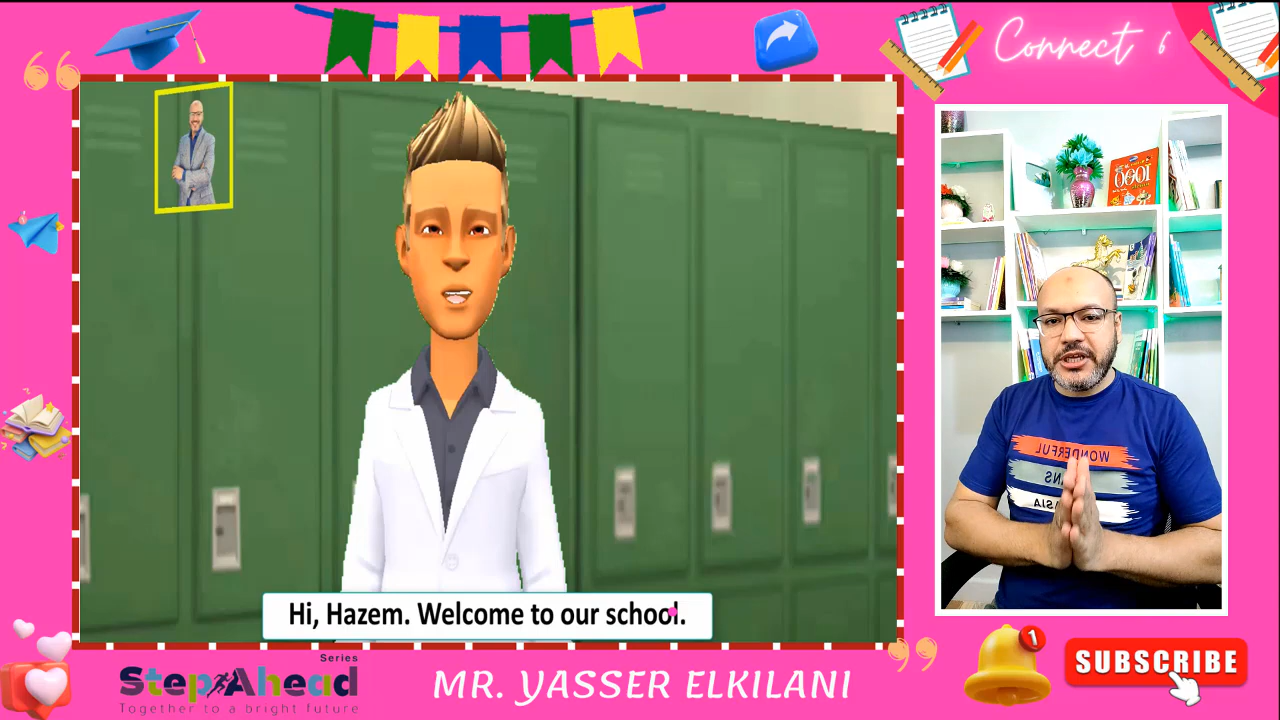 Connect 6
WONDERFUL
Hi, Hazem. Welcome to our school.
Series
StepAhead
Together to a bright future
MR. YASSER ELKILANI
1
SUBSCRIBE